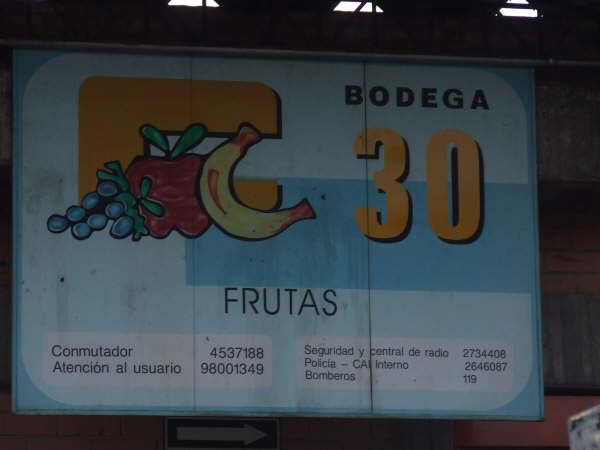 BODEGA
30
FRUTAS
Conmutador 4537188
Atención al usuario 98001349
Seguridad y central de radio 2734408
Policía – CAI Interno 2646087
Bomberos 119